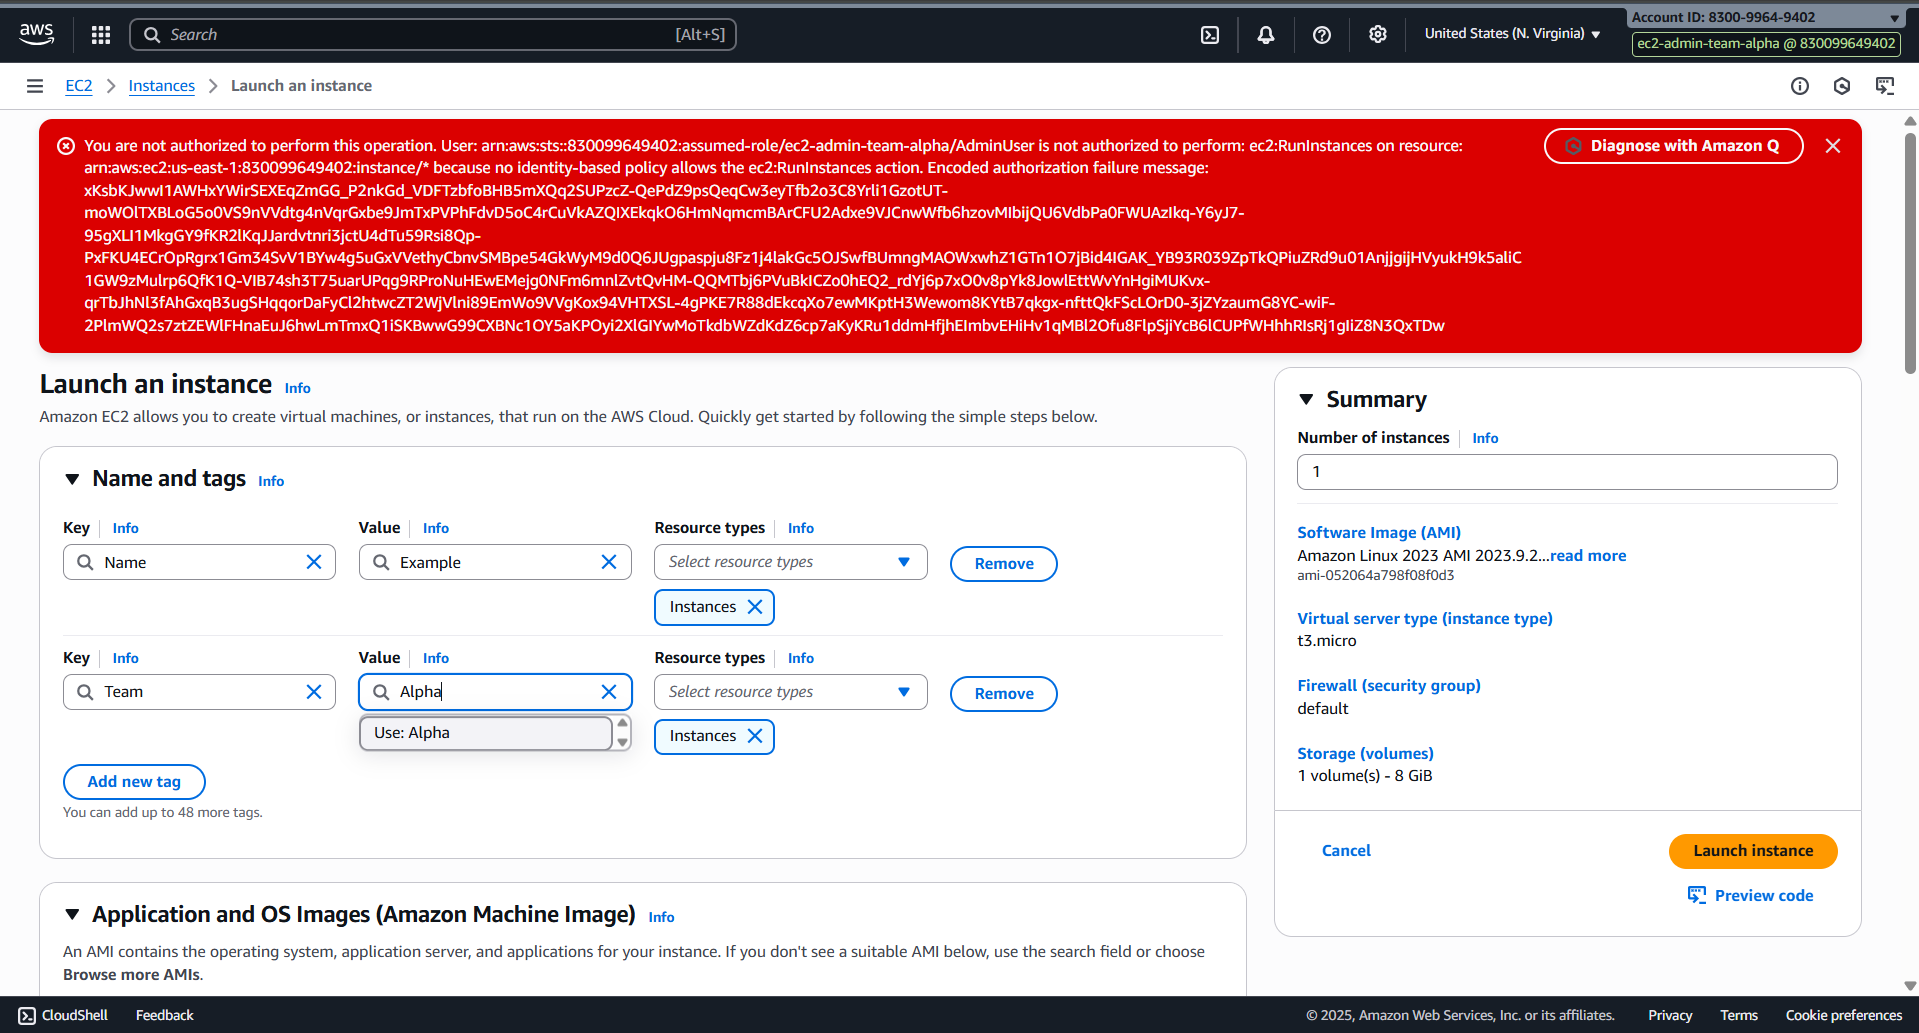 aws
Search
[Alt+S]
United States (N. Virginia)
Account ID: 8300-9964-9402
ec2-admin-team-alpha @ 830099649402
EC2
Instances
Launch an instance
You are not authorized to perform this operation. User: arn:aws:sts::830099649402:assumed-role/ec2-admin-team-alpha/AdminUser is not authorized to perform: ec2:RunInstances on resource:
arn:aws:ec2:us-east-1:830099649402:instance/* because no identity-based policy allows the ec2:RunInstances action. Encoded authorization failure message:
xKsbKJwwI1AWHxYWirSEXEqZmGG_P2nkGd_VDFTzbfoBHB5mXQq2SUPzcZ-QePdZ9psQeqCw3eyTfb2o3C8Yrli1GzotUT-
moWOlTXBLoG5o0VS9nVVdtg4nVqrGxbe9JmTxPVPhFdvD5oC4rCuVkAZQIXEkqkO6HmNqmcmBArCFU2Adxe9VJCnwWfb6hzovMIbijQU6VdbPa0FWUAzIkq-Y6yJ7-
95gXLI1MkgGY9fKR2lKqJJardvtnri3jctU4dTu59Rsi8Qp-
PxFKU4ECrOpRgrx1Gm34SvV1BYw4g5uGxVVethyCbnvSMBpe54GkWyM9d0Q6JUgpaspju8Fz1j4lakGc5OJSwfBUmngMAOWxwhZ1GTn1O7jBid4IGAK_YB93R039ZpTkQPiuZRd9u01AnjjgijHVyukH9k5aliC
1GW9zMulrp6QfK1Q-VIB74sh3T75uarUPqg9RProNuHEwEMejg0NFm6mnlZvtQvHM-QQMTbj6PVuBkICZo0hEQ2_rdYj6p7xO0v8pYk8JowlEttWvYnHgiMUKvx-
qrTbJhNl3fAhGxqB3ugSHqqorDaFyCl2htwcZT2WjVlni89EmWo9VVgKox94VHTXSL-4gPKE7R88dEkcqXo7ewMKptH3Wewom8KYtB7qkgx-nfttQkFScLOrD0-3jZYzaumG8YC-wiF-
2PlmWQ2s7ztZEWlFHnaEuJ6hwLmTmxQ1iSKBwwG99CXBNc1OY5aKPOyi2XlGIYwMoTkdbWZdKdZ6cp7aKyKRu1ddmHfjhEImbvEHiHv1qMBl2Ofu8FlpSjiYcB6lCUPfWHhhRIsRj1gIiZ8N3QxTDw
Diagnose with Amazon Q
Launch an instance Info
Amazon EC2 allows you to create virtual machines, or instances, that run on the AWS Cloud. Quickly get started by following the simple steps below.
Name and tags Info
Key Info
Value Info
Resource types Info
Name
Example
Select resource types
Remove
Instances
Key Info
Value Info
Resource types Info
Team
Alpha
Select resource types
Remove
Use: Alpha
Instances
Add new tag
You can add up to 48 more tags.
Application and OS Images (Amazon Machine Image) Info
An AMI contains the operating system, application server, and applications for your instance. If you don't see a suitable AMI below, use the search field or choose
Browse more AMIs.
Summary
Number of instances Info
1
Software Image (AMI)
Amazon Linux 2023 AMI 2023.9.2...read more
ami-052064a798f08f0d3
Virtual server type (instance type)
t3.micro
Firewall (security group)
default
Storage (volumes)
1 volume(s) - 8 GiB
Cancel
Launch instance
Preview code
CloudShell
Feedback
© 2025, Amazon Web Services, Inc. or its affiliates.
Privacy
Terms
Cookie preferences